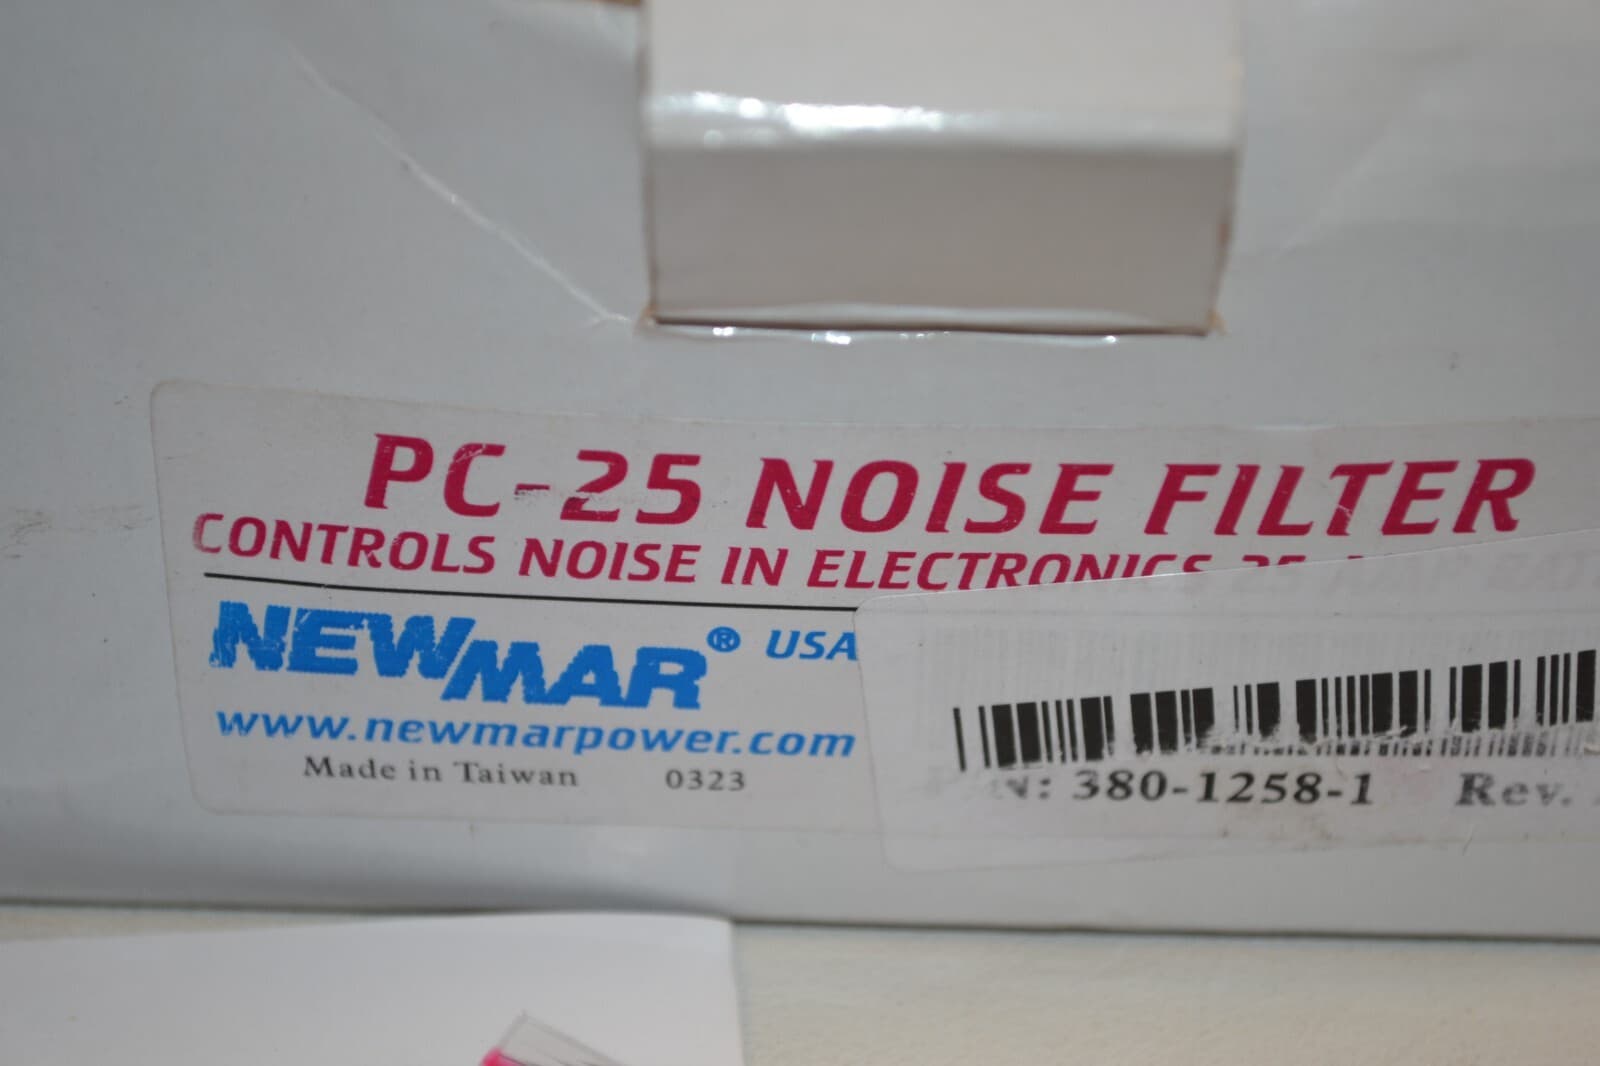 PC-25 NOISE FILTER
CONTROLS NOISE IN ELECTRONICS 25
NEWMAR® USA
www.newmarpower.com
Made in Taiwan 0323
N: 380-1258-1 Rev.